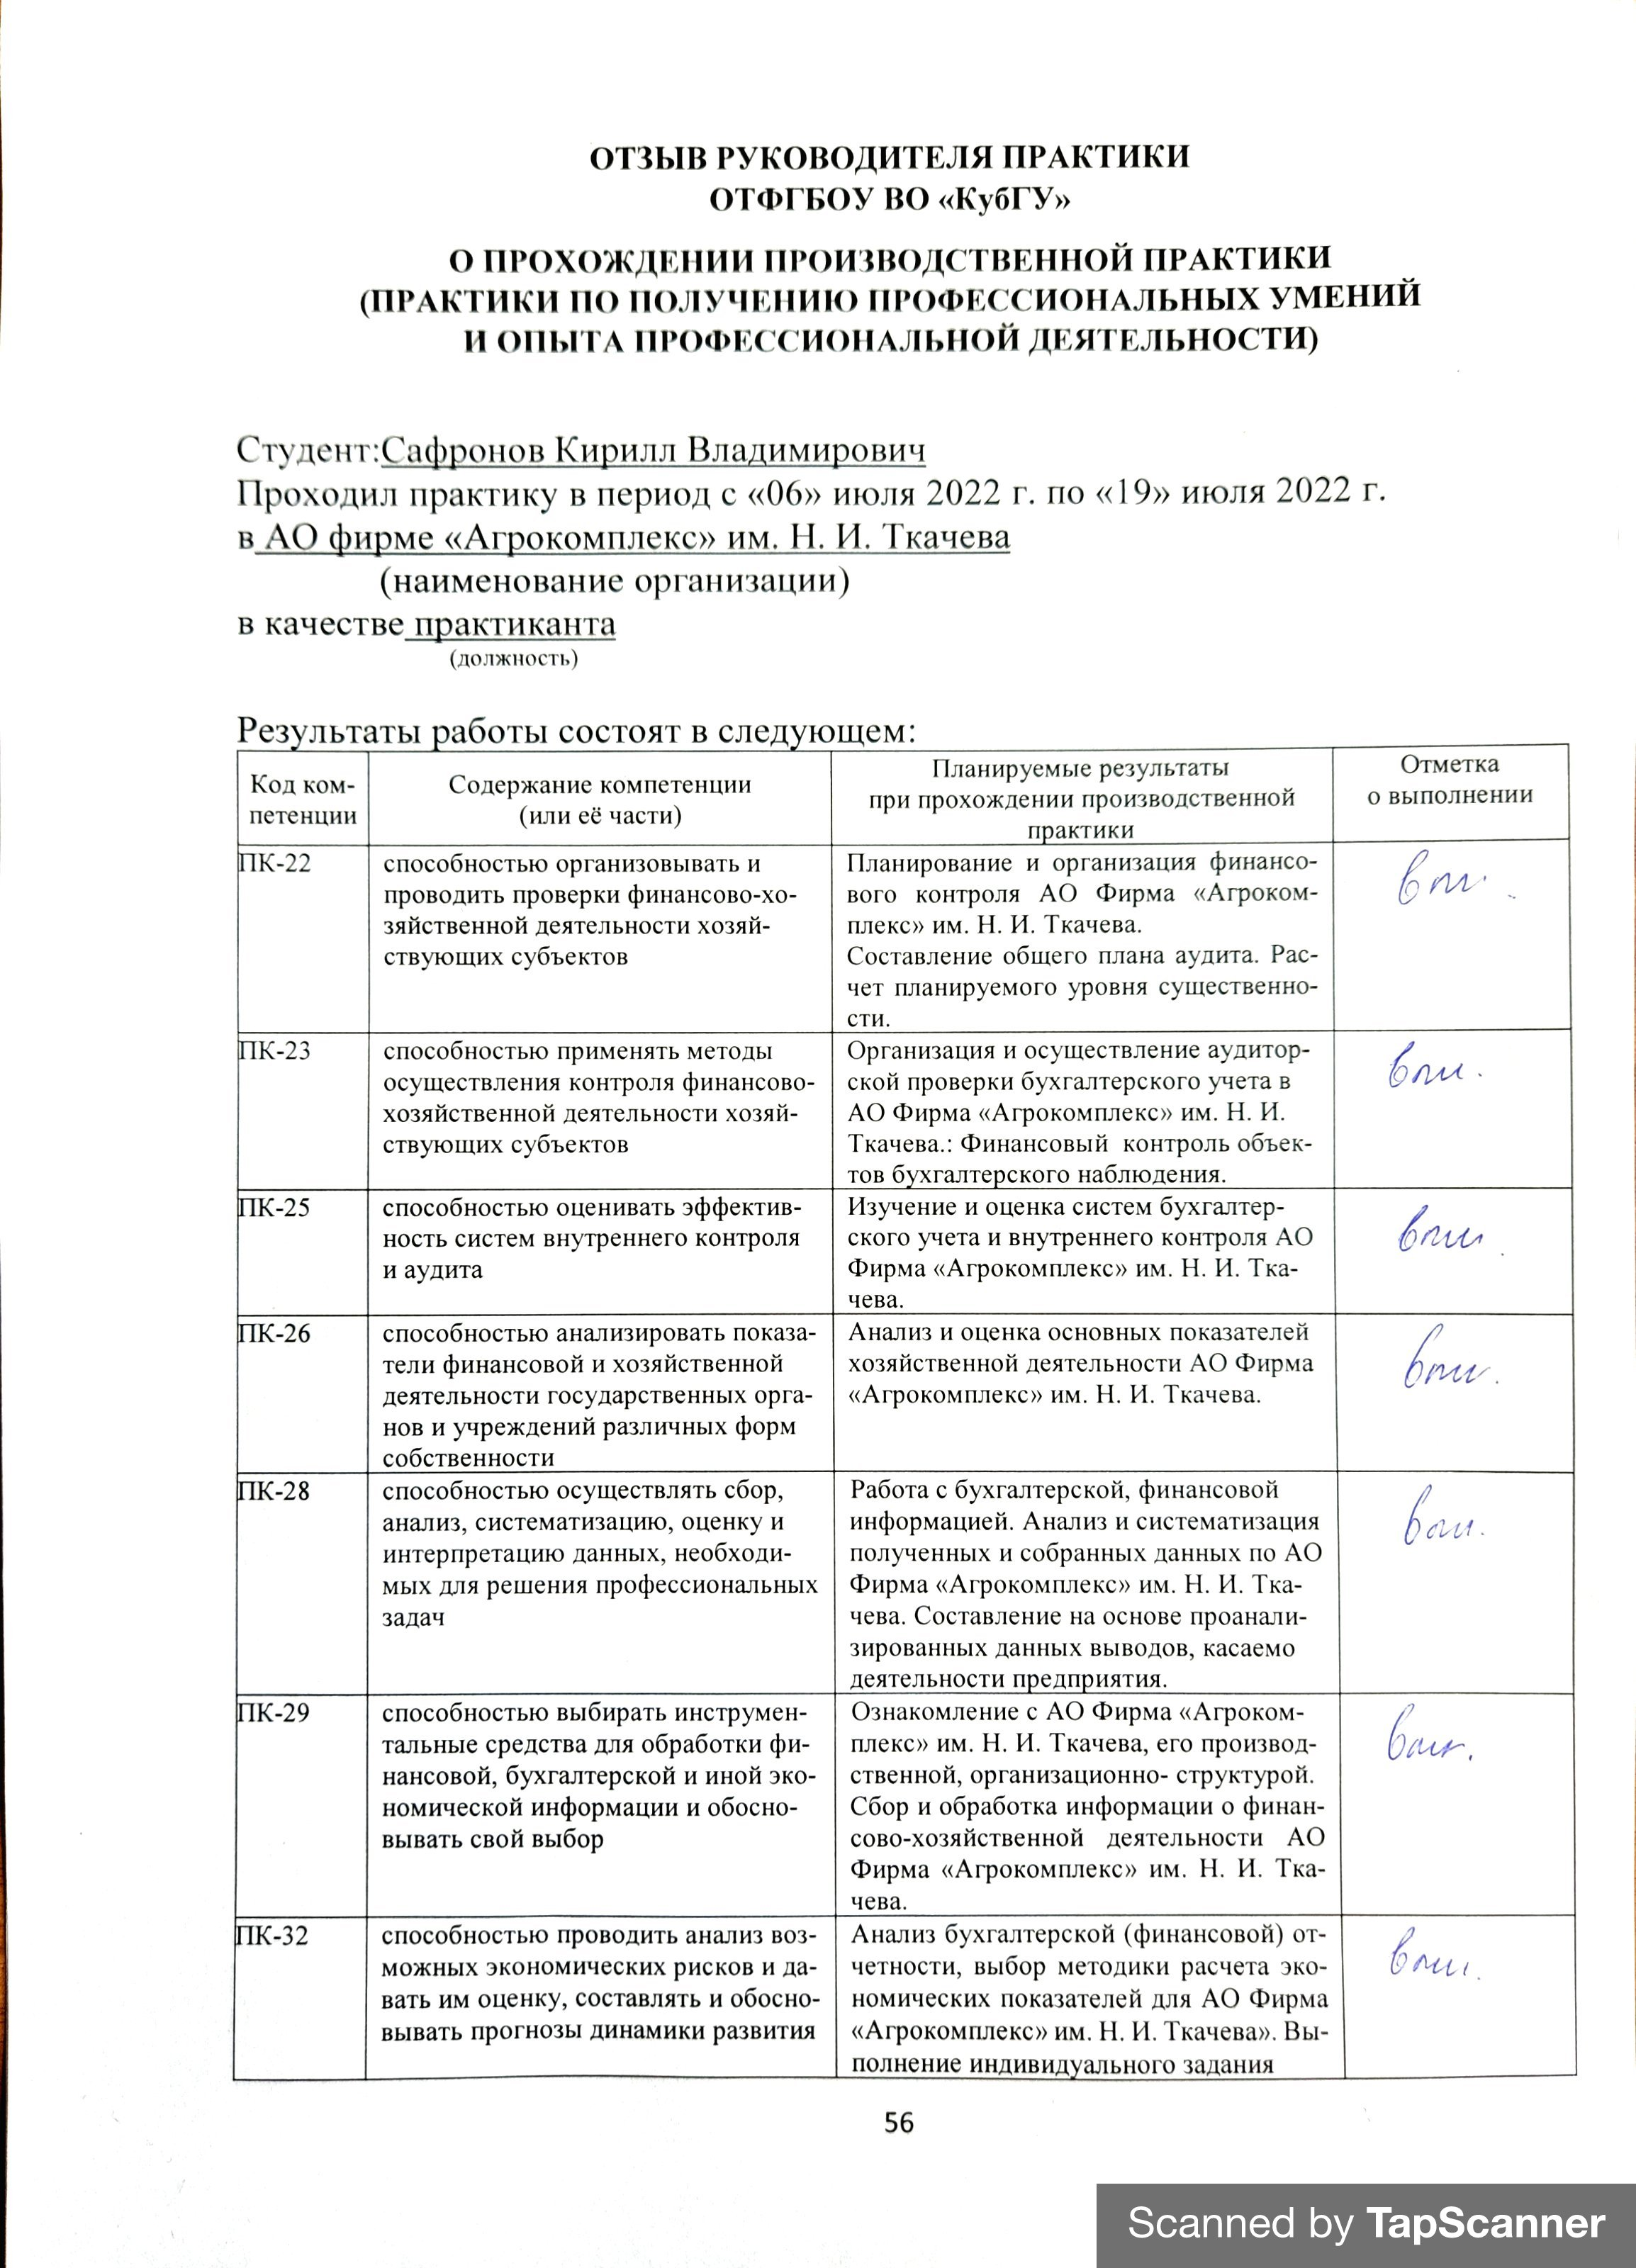 ОТЗЫВ РУКОВОДИТЕЛЯ ПРАКТИКИ
ОТФГБОУ ВО «КубГУ»
О ПРОХОЖДЕНИИ ПРОИЗВОДСТВЕННОЙ ПРАКТИКИ
(ПРАКТИКИ ПО ПОЛУЧЕНИЮ ПРОФЕССИОНАЛЬНЫХ УМЕНИЙ
И ОПЫТА ПРОФЕССИОНАЛЬНОЙ ДЕЯТЕЛЬНОСТИ)
Студент:Сафронов Кирилл Владимирович
Проходил практику в период с «06» июля 2022 г. по «19» июля 2022 г.
в АО фирме «Агрокомплекс» им. Н. И. Ткачева
(наименование организации)
в качестве практиканта
(должность)
Результаты работы состоят в следующем:
Код ком-
петенции
Содержание компетенции
(или её части)
Планируемые результаты
при прохождении производственной
практики
Отметка
о выполнении
ПК-22
способностью организовывать и
проводить проверки финансово-хо-
зяйственной деятельности хозяй-
ствующих субъектов
Планирование и организация финансо-
вого контроля АО Фирма «Агроком-
плекс» им. Н. И. Ткачева.
Составление общего плана аудита. Рас-
чет планируемого уровня существенно-
сти.
вып.
ПК-23
способностью применять методы
осуществления контроля финансово-
хозяйственной деятельности хозяй-
ствующих субъектов
Организация и осуществление аудитор-
ской проверки бухгалтерского учета в
АО Фирма «Агрокомплекс» им. Н. И.
Ткачева.: Финансовый контроль объек-
тов бухгалтерского наблюдения.
вып.
ПК-25
способностью оценивать эффектив-
ность систем внутреннего контроля
и аудита
Изучение и оценка систем бухгалтер-
ского учета и внутреннего контроля АО
Фирма «Агрокомплекс» им. Н. И. Тка-
чева.
вып.
ПК-26
способностью анализировать показа-
тели финансовой и хозяйственной
деятельности государственных орга-
нов и учреждений различных форм
собственности
Анализ и оценка основных показателей
хозяйственной деятельности АО Фирма
«Агрокомплекс» им. Н. И. Ткачева.
вып.
ПК-28
способностью осуществлять сбор,
анализ, систематизацию, оценку и
интерпретацию данных, необходи-
мых для решения профессиональных
задач
Работа с бухгалтерской, финансовой
информацией. Анализ и систематизация
полученных и собранных данных по АО
Фирма «Агрокомплекс» им. Н. И. Тка-
чева. Составление на основе проанали-
зированных данных выводов, касаемо
деятельности предприятия.
вып.
ПК-29
способностью выбирать инструмен-
тальные средства для обработки фи-
нансовой, бухгалтерской и иной эко-
номической информации и обосно-
вывать свой выбор
Ознакомление с АО Фирма «Агроком-
плекс» им. Н. И. Ткачева, его производ-
ственной, организационно- структурой.
Сбор и обработка информации о финан-
сово-хозяйственной деятельности АО
Фирма «Агрокомплекс» им. Н. И. Тка-
чева.
вып.
ПК-32
способностью проводить анализ воз-
можных экономических рисков и да-
вать им оценку, составлять и обосно-
вывать прогнозы динамики развития
Анализ бухгалтерской (финансовой) от-
четности, выбор методики расчета эко-
номических показателей для АО Фирма
«Агрокомплекс» им. Н. И. Ткачева». Вы-
полнение индивидуального задания
вып.
56
Scanned by TapScanner